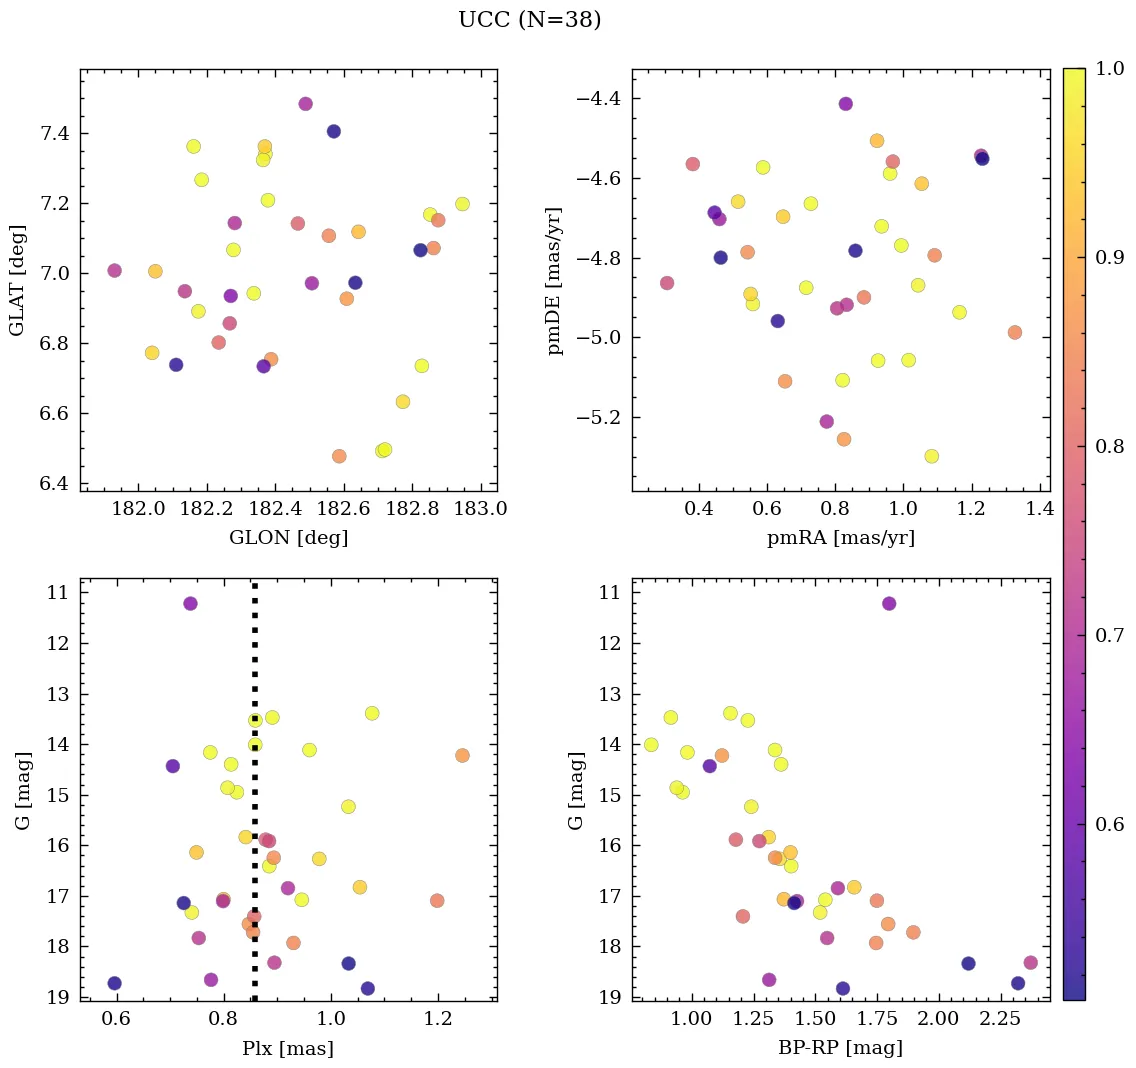 UCC (N=38)
7.4
7.2
7.0
6.8
6.6
6.4
GLAT [deg]
182.0 182.2 182.4 182.6 182.8 183.0
GLON [deg]
−4.4
−4.6
−4.8
−5.0
−5.2
pmDE [mas/yr]
0.4 0.6 0.8 1.0 1.2 1.4
pmRA [mas/yr]
11
12
13
14
15
16
17
18
19
G [mag]
0.6 0.8 1.0 1.2
Plx [mas]
11
12
13
14
15
16
17
18
19
G [mag]
1.00 1.25 1.50 1.75 2.00 2.25
BP-RP [mag]
1.0
0.9
0.8
0.7
0.6